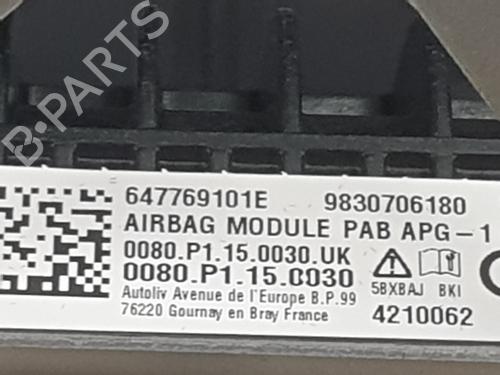 B-PARTS
647769101E 9830706180
AIRBAG MODULE PAB APG-1
0080.P1.15.0030.UK
0080.P1.15.0030
5BXBAJ BKI
Autoliv Avenue de l'Europe B.P.99
76220 Gournay en Bray France
4210062